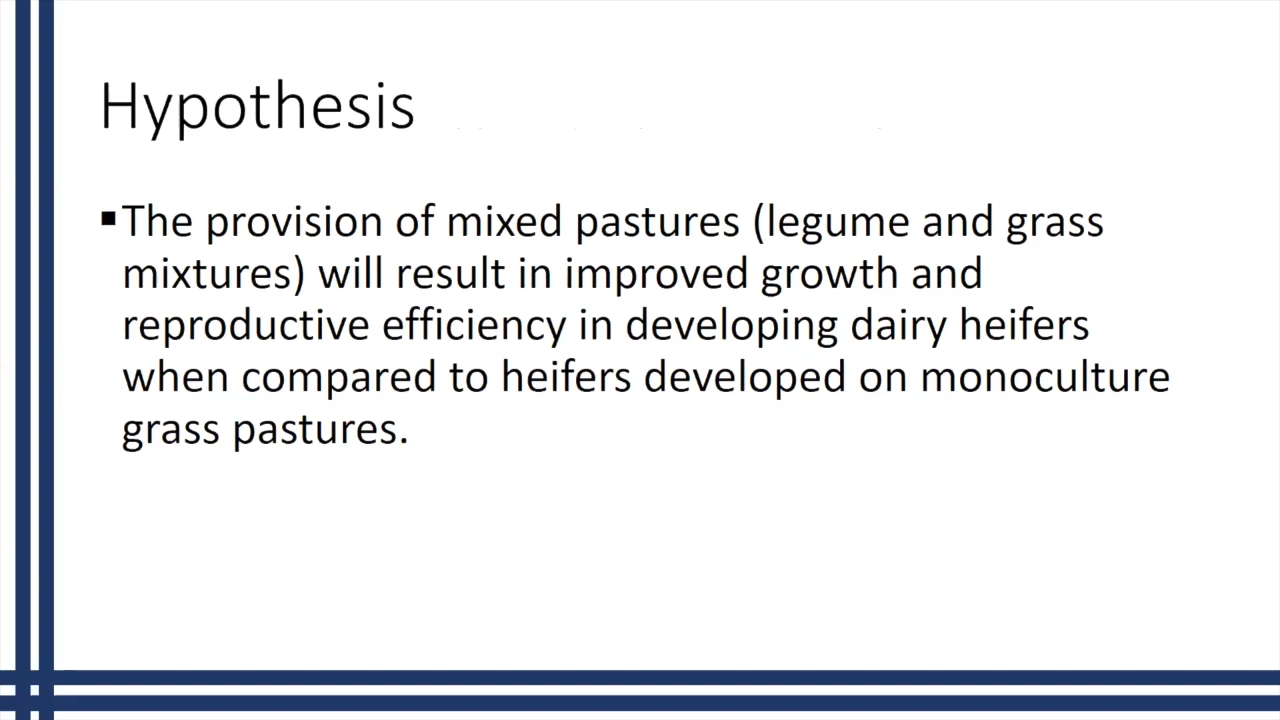 Hypothesis
▪The provision of mixed pastures (legume and grass
mixtures) will result in improved growth and
reproductive efficiency in developing dairy heifers
when compared to heifers developed on monoculture
grass pastures.